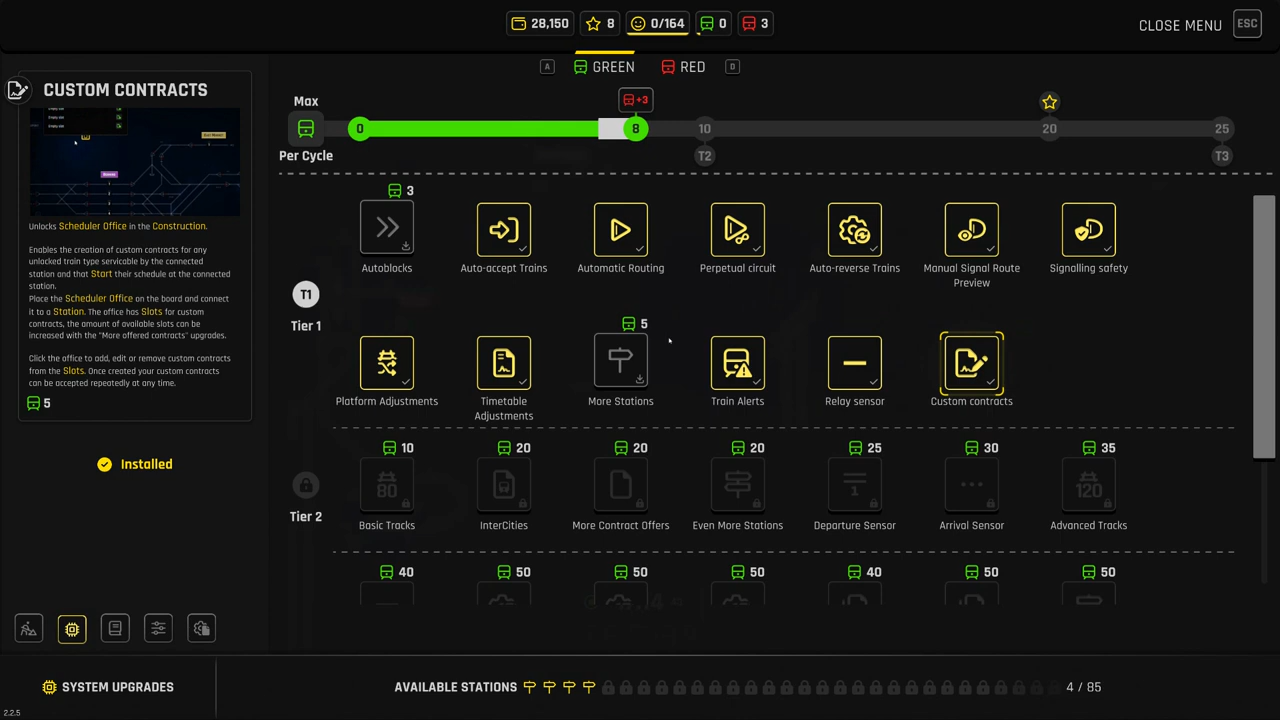 28,150
8
0/164
0
3
CLOSE MENU
ESC
A
GREEN
RED
D
CUSTOM CONTRACTS
Unlocks Scheduler Office in the Construction.
Enables the creation of custom contracts for any
unlocked train type servicable by the connected
station and that Start their schedule at the connected
station.
Place the Scheduler Office on the board and connect
it to a Station. The office has Slots for custom
contracts, the amount of available slots can be
increased with the "More offered contracts" upgrades.
Click the office to add, edit or remove custom contracts
from the Slots. Once created your custom contracts
can be accepted repeatedly at any time.
5
Installed
Max
Per Cycle
+3
0
8
10
20
25
T2
T3
3
Autoblocks
Auto-accept Trains
Automatic Routing
Perpetual circuit
Auto-reverse Trains
Manual Signal Route
Preview
Signalling safety
T1
Tier 1
5
Platform Adjustments
Timetable
Adjustments
More Stations
Train Alerts
Relay sensor
Custom contracts
10
20
20
20
25
30
35
80
1
120
Tier 2
Basic Tracks
InterCities
More Contract Offers
Even More Stations
Departure Sensor
Arrival Sensor
Advanced Tracks
40
50
50
50
40
50
50
SYSTEM UPGRADES
AVAILABLE STATIONS
4 / 85
2.2.5